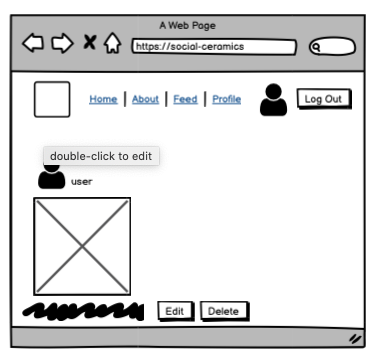 A Web Page
https://social-ceramics
Home | About | Feed | Profile
Log Out
double-click to edit
user
Edit
Delete